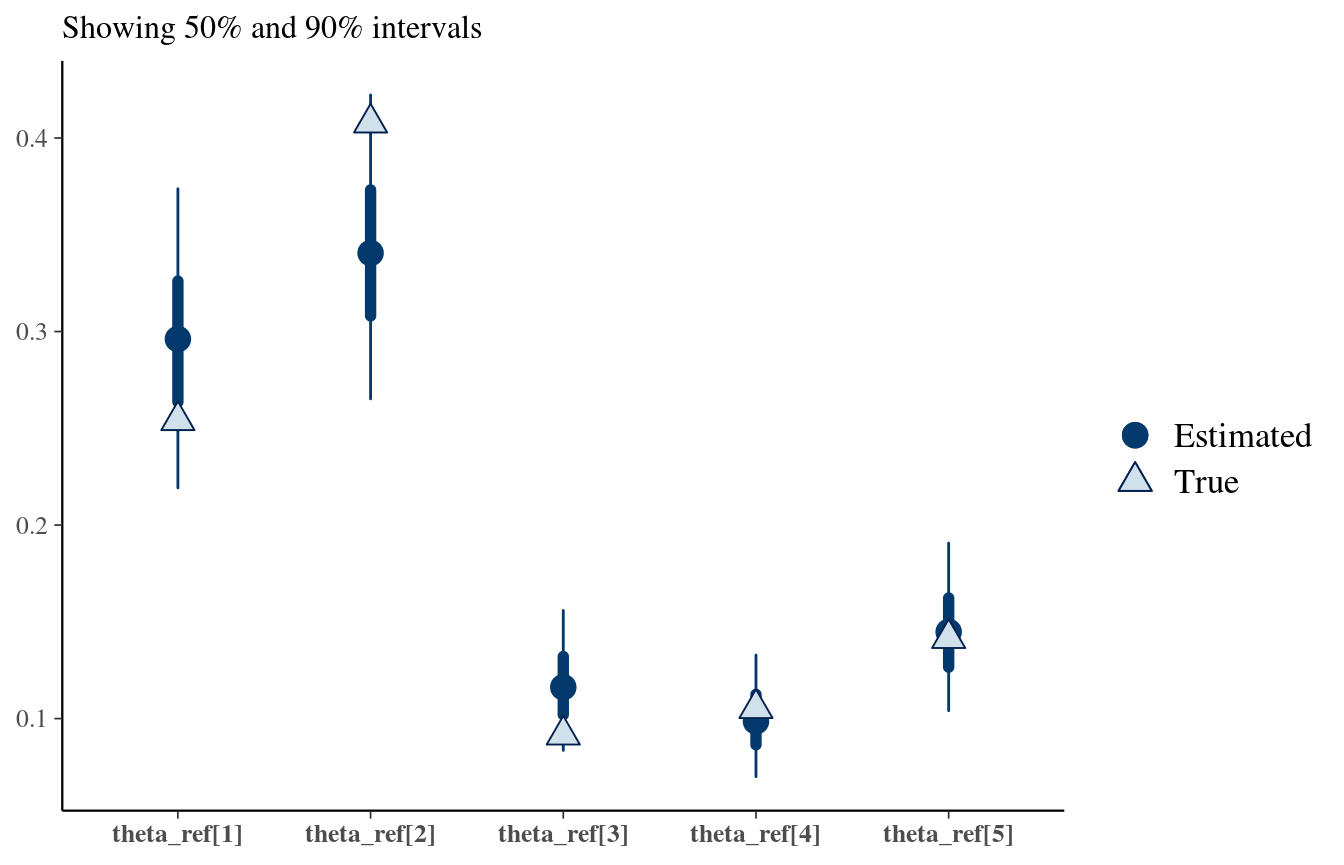 Showing 50% and 90% intervals
0.4
0.3
0.2
0.1
theta_ref[1] theta_ref[2] theta_ref[3] theta_ref[4] theta_ref[5]
Estimated
True